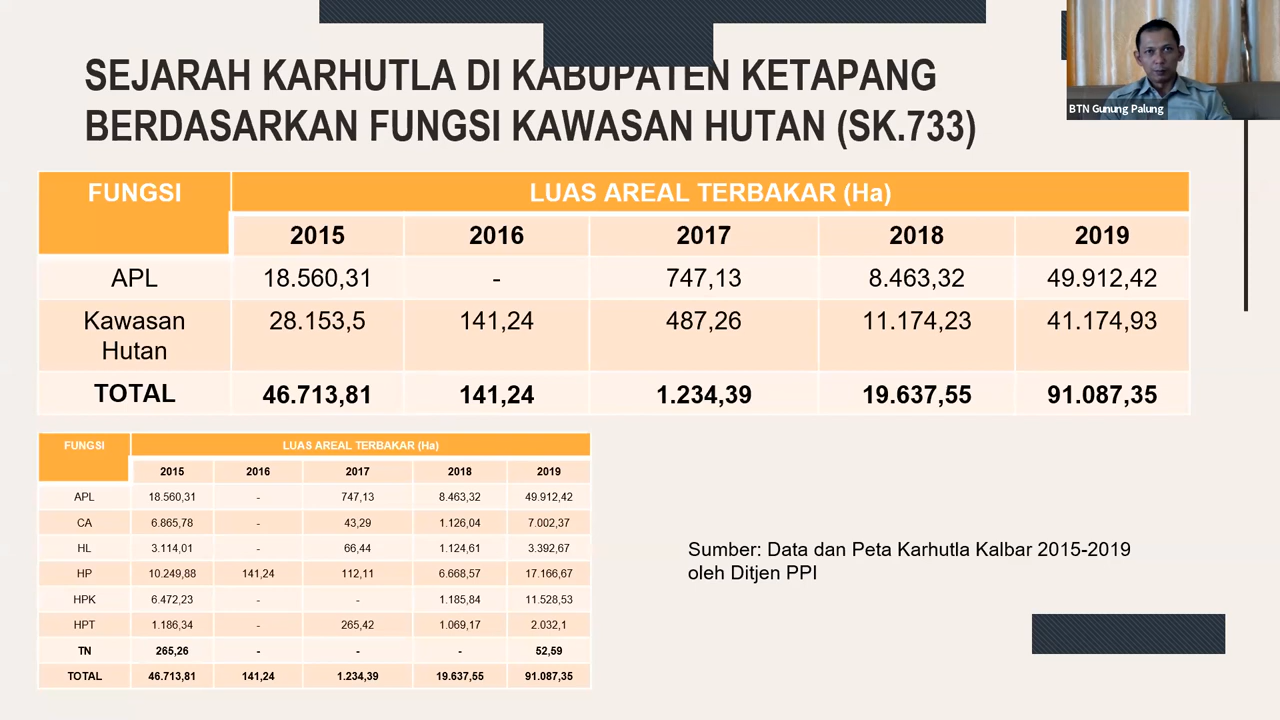 SEJARAH KARHUTLA DI KABUPATEN KETAPANG
BERDASARKAN FUNGSI KAWASAN HUTAN (SK.733)
BTN Gunung Palung
FUNGSI LUAS AREAL TERBAKAR (Ha)
2015 2016 2017 2018 2019
APL 18.560,31 - 747,13 8.463,32 49.912,42
Kawasan 28.153,5 141,24 487,26 11.174,23 41.174,93
Hutan
TOTAL 46.713,81 141,24 1.234,39 19.637,55 91.087,35
FUNGSI LUAS AREAL TERBAKAR (Ha)
2015 2016 2017 2018 2019
APL 18.560,31 - 747,13 8.463,32 49.912,42
CA 6.865,78 - 43,29 1.126,04 7.002,37
HL 3.114,01 - 66,44 1.124,61 3.392,67
HP 10.249,88 141,24 112,11 6.668,57 17.166,67
HPK 6.472,23 - - 1.185,84 11.528,53
HPT 1.186,34 - 265,42 1.069,17 2.032,1
TN 265,26 - - - 52,59
TOTAL 46.713,81 141,24 1.234,39 19.637,55 91.087,35
Sumber: Data dan Peta Karhutla Kalbar 2015-2019
oleh Ditjen PPI